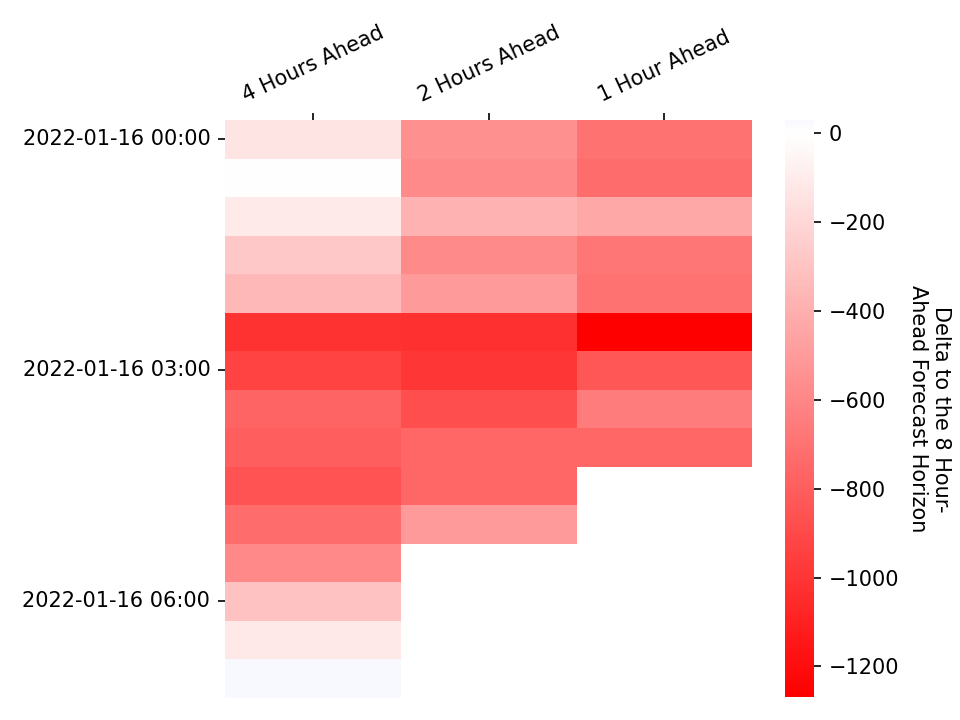 4 Hours Ahead
2 Hours Ahead
1 Hour Ahead
2022-01-16 00:00
2022-01-16 03:00
2022-01-16 06:00
0
−200
−400
−600
−800
−1000
−1200
Delta to the 8 Hour-
Ahead Forecast Horizon